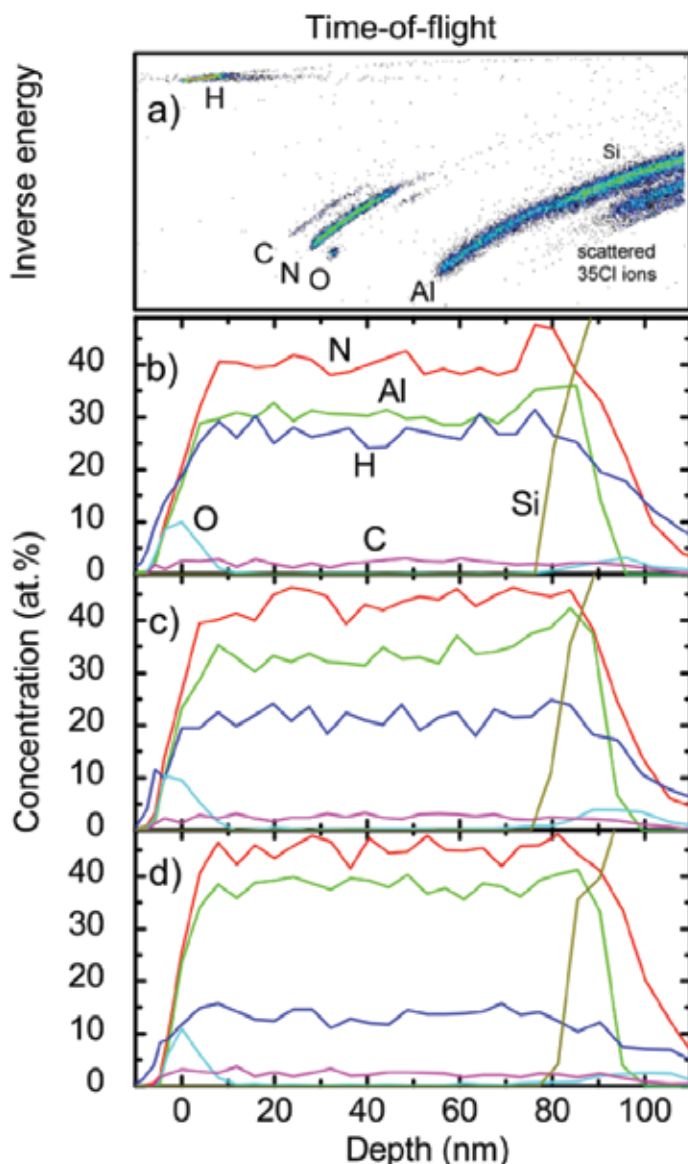 Time-of-flight
Inverse energy
a)
H
Si
C N O
Al
scattered
35Cl ions
Concentration (at.%)
b)
N
Al
H
O
Si
C
40
30
20
10
0
c)
40
30
20
10
0
d)
40
30
20
10
0
0 20 40 60 80 100
Depth (nm)